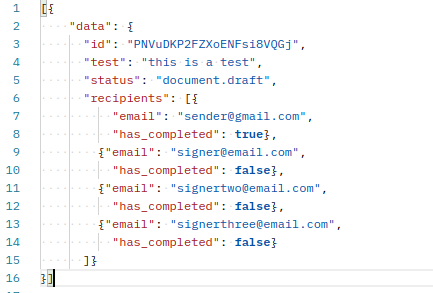 1 [{
2 "data": {
3 "id": "PNVuDKP2FZXoENFsi8VQGj",
4 "test": "this is a test",
5 "status": "document.draft",
6 "recipients": [{
7 "email": "sender@gmail.com",
8 "has_completed": true},
9 {"email": "signer@email.com",
10 "has_completed": false},
11 {"email": "signertwo@email.com",
12 "has_completed": false},
13 {"email": "signerthree@email.com",
14 "has_completed": false}
15 ]}
16 }]